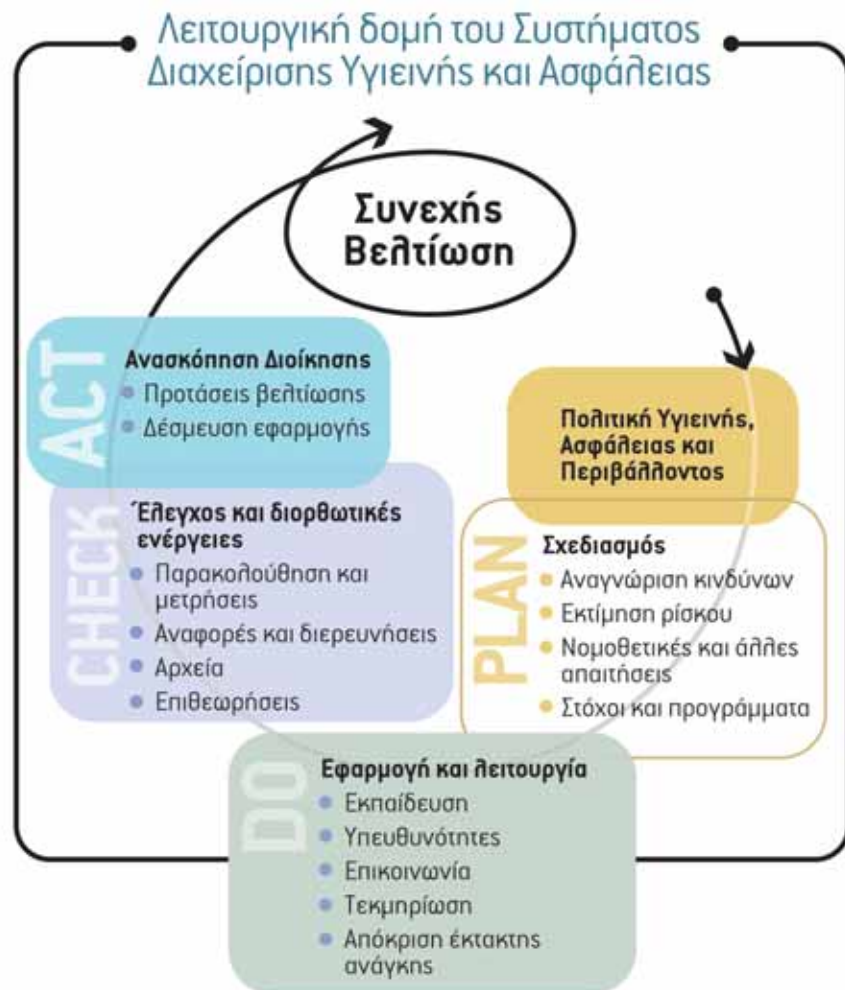 Λειτουργική δομή του Συστήματος
Διαχείρισης Υγιεινής και Ασφάλειας
Συνεχής
Βελτίωση
ACT
Ανασκόπηση Διοίκησης
• Προτάσεις βελτίωσης
• Δέσμευση εφαρμογής
CHECK
Έλεγχος και διορθωτικές
ενέργειες
• Παρακολούθηση και
μετρήσεις
• Αναφορές και διερευνήσεις
• Αρχεία
• Επιθεωρήσεις
Πολιτική Υγιεινής,
Ασφάλειας και
Περιβάλλοντος
PLAN
Σχεδιασμός
• Αναγνώριση κινδύνων
• Εκτίμηση ρίσκου
• Νομοθετικές και άλλες
απαιτήσεις
• Στόχοι και προγράμματα
DO
Εφαρμογή και λειτουργία
• Εκπαίδευση
• Υπευθυνότητες
• Επικοινωνία
• Τεκμηρίωση
• Απόκριση έκτακτης
ανάγκης